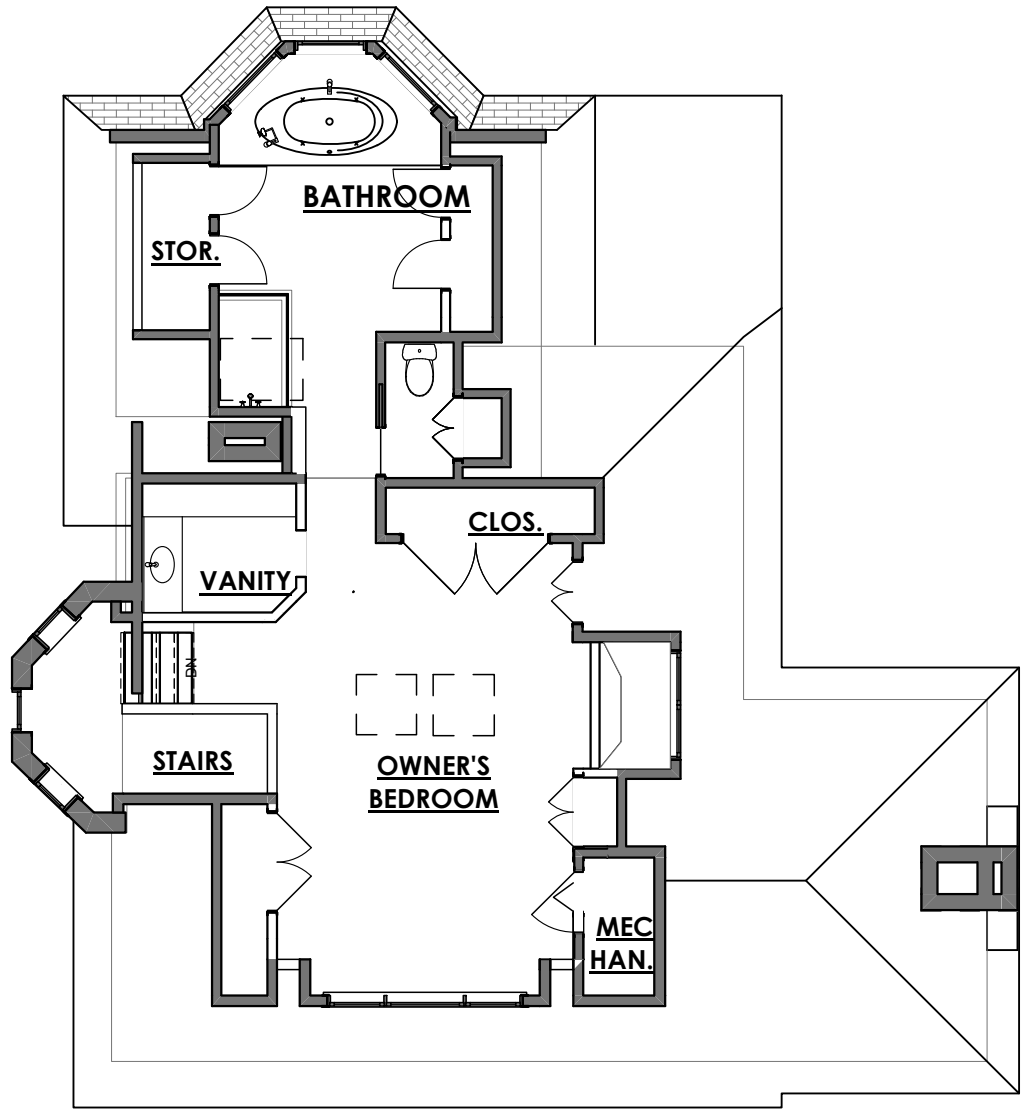 BATHROOM
STOR.
CLOS.
VANITY
DN
STAIRS
OWNER'S
BEDROOM
MEC
HAN.